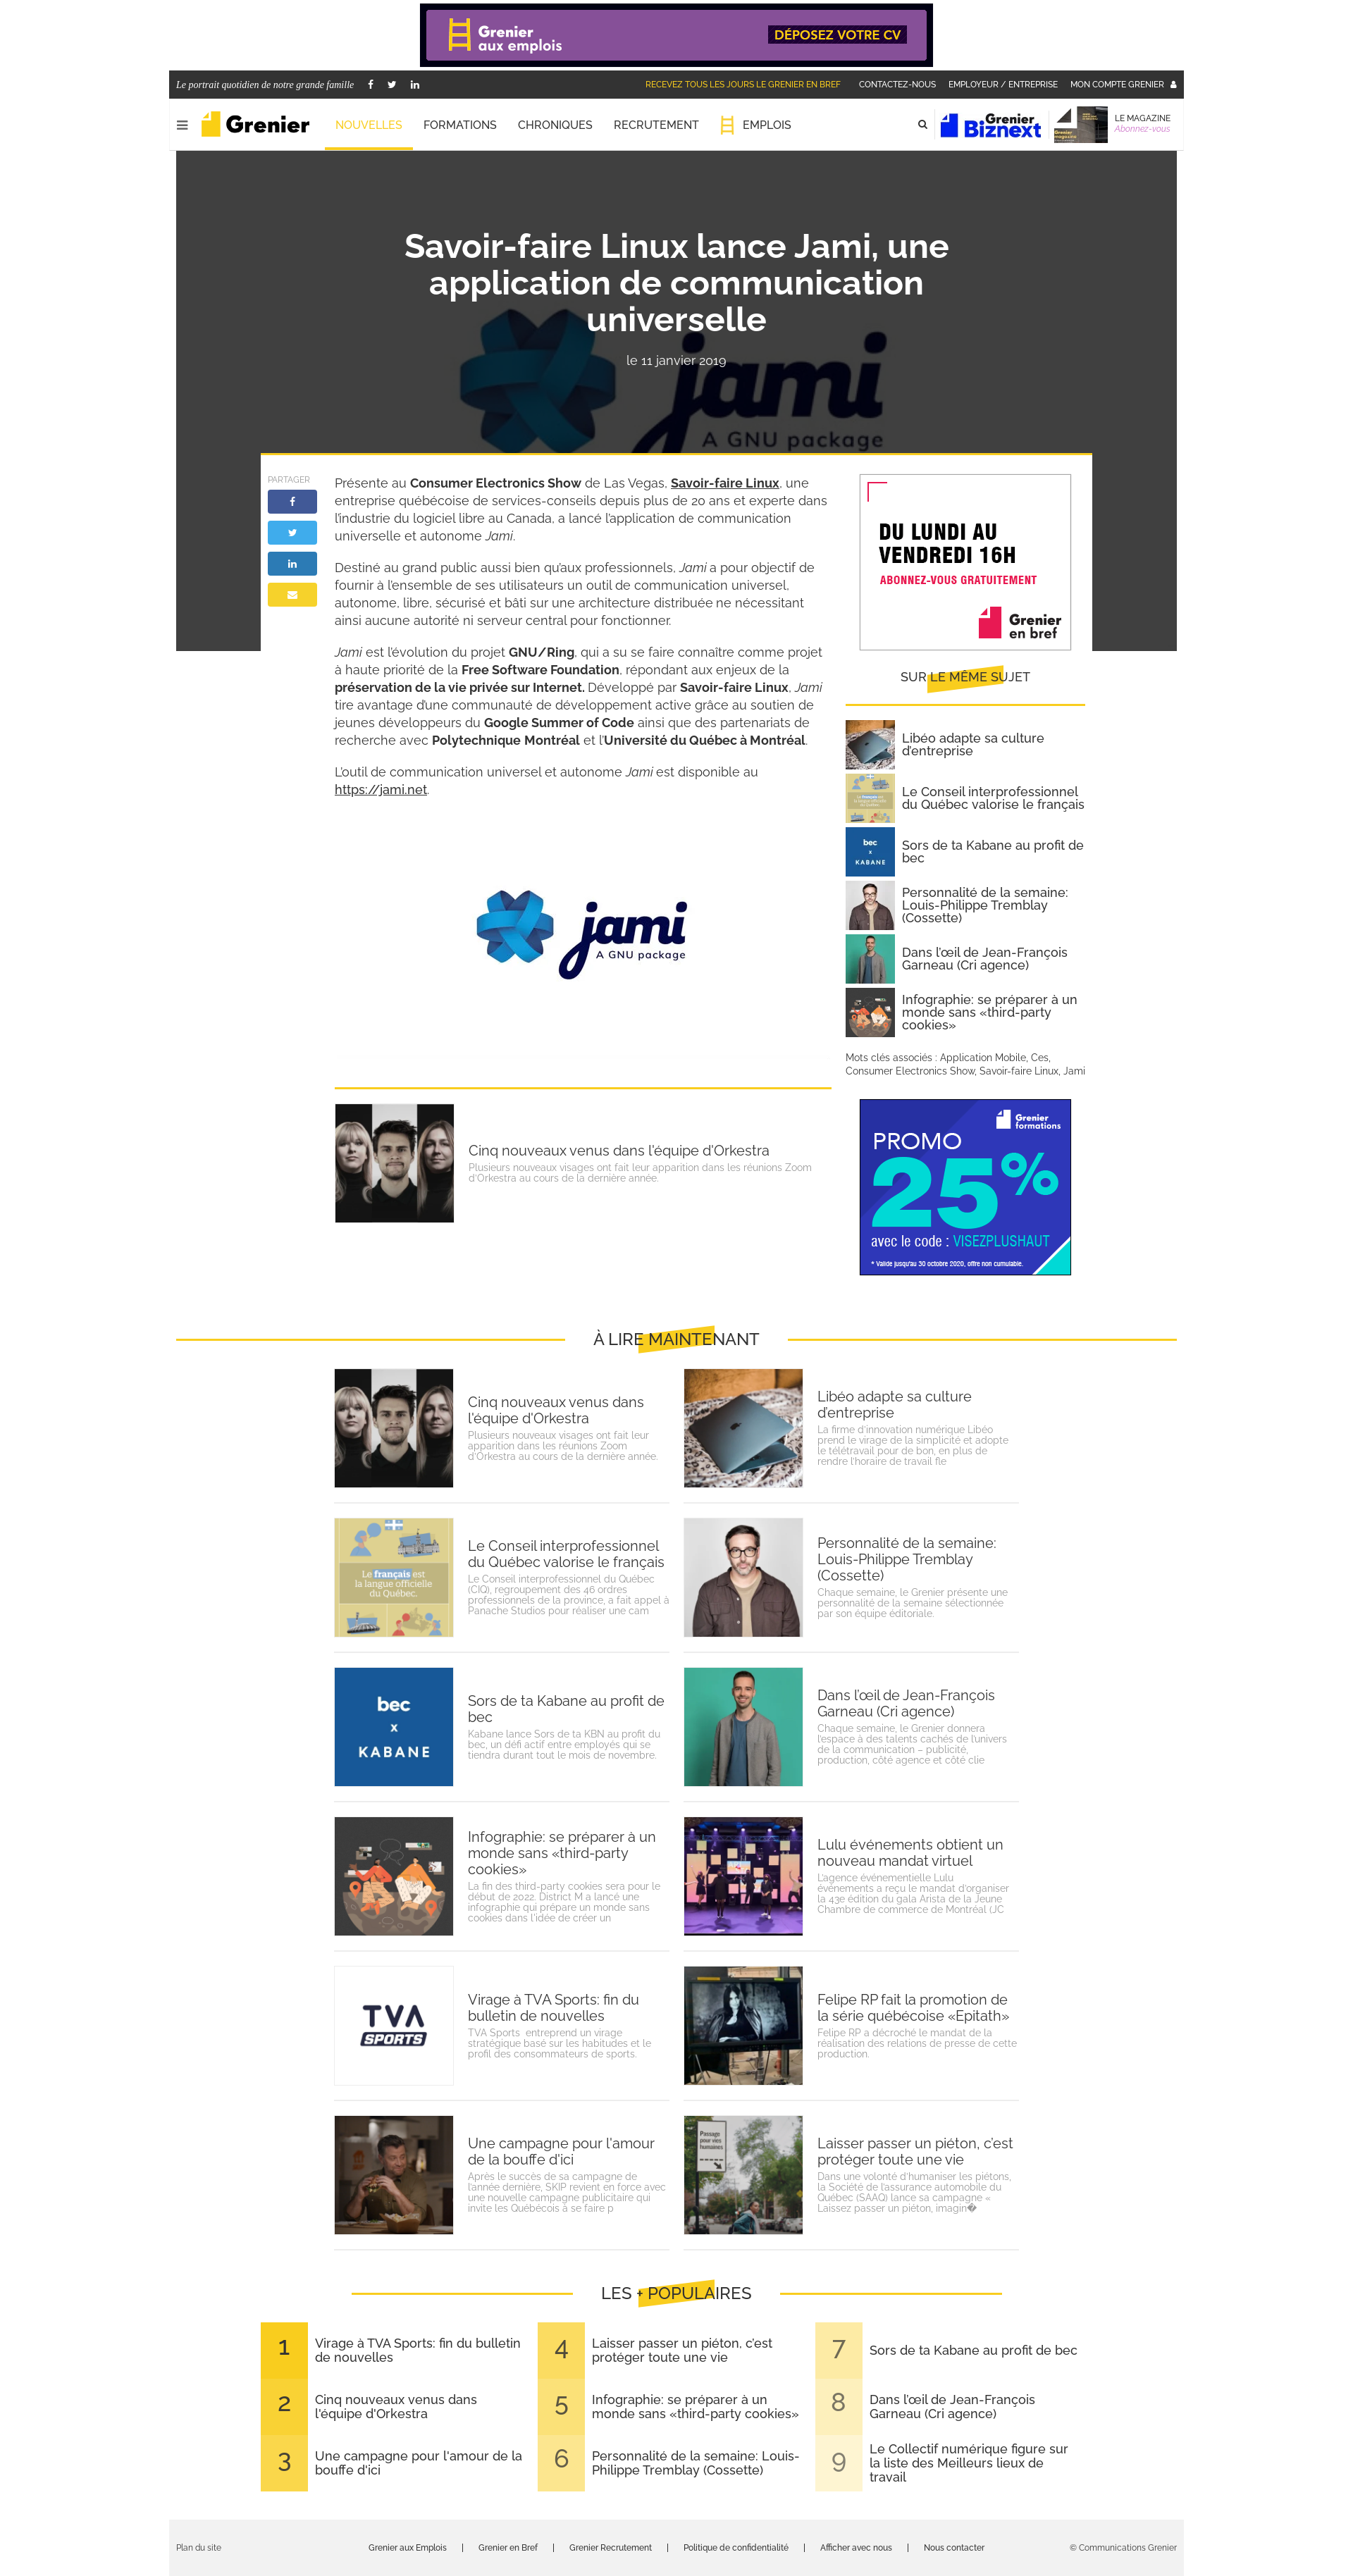 Grenier
aux emplois
DÉPOSEZ VOTRE CV
Le portrait quotidien de notre grande famille
RECEVEZ TOUS LES JOURS LE GRENIER EN BREF
CONTACTEZ-NOUS
EMPLOYEUR / ENTREPRISE
MON COMPTE GRENIER
Grenier
NOUVELLES
FORMATIONS
CHRONIQUES
RECRUTEMENT
EMPLOIS
Grenier
Biznext
LE MAGAZINE
Abonnez-vous
Savoir-faire Linux lance Jami, une
application de communication
universelle
le 11 janvier 2019
jami
A GNU package
PARTAGER
Présente au Consumer Electronics Show de Las Vegas, Savoir-faire Linux, une
entreprise québécoise de services-conseils depuis plus de 20 ans et experte dans
l'industrie du logiciel libre au Canada, a lancé l'application de communication
universelle et autonome Jami.
Destiné au grand public aussi bien qu'aux professionnels, Jami a pour objectif de
fournir à l'ensemble de ses utilisateurs un outil de communication universel,
autonome, libre, sécurisé et bâti sur une architecture distribuée ne nécessitant
ainsi aucune autorité ni serveur central pour fonctionner.
Jami est l'évolution du projet GNU/Ring, qui a su se faire connaître comme projet
à haute priorité de la Free Software Foundation, répondant aux enjeux de la
préservation de la vie privée sur Internet. Développé par Savoir-faire Linux, Jami
tire avantage d'une communauté de développement active grâce au soutien de
jeunes développeurs du Google Summer of Code ainsi que des partenariats de
recherche avec Polytechnique Montréal et l'Université du Québec à Montréal.
L'outil de communication universel et autonome Jami est disponible au
https://jami.net.
jami
A GNU package
Cinq nouveaux venus dans l'équipe d'Orkestra
Plusieurs nouveaux visages ont fait leur apparition dans les réunions Zoom
d'Orkestra au cours de la dernière année.
DU LUNDI AU
VENDREDI 16H
ABONNEZ-VOUS GRATUITEMENT
Grenier
en bref
SUR LE MÊME SUJET
Libéo adapte sa culture
d'entreprise
Le Conseil interprofessionnel
du Québec valorise le français
bec
x
KABANE
Sors de ta Kabane au profit de
bec
Personnalité de la semaine:
Louis-Philippe Tremblay
(Cossette)
Dans l'œil de Jean-François
Garneau (Cri agence)
Infographie: se préparer à un
monde sans «third-party
cookies»
Mots clés associés : Application Mobile, Ces,
Consumer Electronics Show, Savoir-faire Linux, Jami
Grenier
formations
PROMO
25%
avec le code : VISEZPLUSHAUT
* Valide jusqu'au 30 octobre 2020, offre non cumulable.
À LIRE MAINTENANT
Cinq nouveaux venus dans
l'équipe d'Orkestra
Plusieurs nouveaux visages ont fait leur
apparition dans les réunions Zoom
d'Orkestra au cours de la dernière année.
Libéo adapte sa culture
d'entreprise
La firme d'innovation numérique Libéo
prend le virage de la simplicité et adopte
le télétravail pour de bon, en plus de
rendre l'horaire de travail fle
Le français est
la langue officielle
du Québec.
Le Conseil interprofessionnel
du Québec valorise le français
Le Conseil interprofessionnel du Québec
(CIQ), regroupement des 46 ordres
professionnels de la province, a fait appel à
Panache Studios pour réaliser une cam
Personnalité de la semaine:
Louis-Philippe Tremblay
(Cossette)
Chaque semaine, le Grenier présente une
personnalité de la semaine sélectionnée
par son équipe éditoriale.
bec
x
KABANE
Sors de ta Kabane au profit de
bec
Kabane lance Sors de ta KBN au profit du
bec, un défi actif entre employés qui se
tiendra durant tout le mois de novembre.
Dans l'œil de Jean-François
Garneau (Cri agence)
Chaque semaine, le Grenier donnera
l'espace à des talents cachés de l'univers
de la communication – publicité,
production, côté agence et côté clie
Infographie: se préparer à un
monde sans «third-party
cookies»
La fin des third-party cookies sera pour le
début de 2022. District M a lancé une
infographie qui prépare un monde sans
cookies dans l'idée de créer un
Lulu événements obtient un
nouveau mandat virtuel
L'agence événementielle Lulu
événements a reçu le mandat d'organiser
la 43e édition du gala Arista de la Jeune
Chambre de commerce de Montréal (JC
TVA
SPORTS
Virage à TVA Sports: fin du
bulletin de nouvelles
TVA Sports entreprend un virage
stratégique basé sur les habitudes et le
profil des consommateurs de sports.
Felipe RP fait la promotion de
la série québécoise «Epitath»
Felipe RP a décroché le mandat de la
réalisation des relations de presse de cette
production.
Une campagne pour l'amour
de la bouffe d'ici
Après le succès de sa campagne de
l'année dernière, SKIP revient en force avec
une nouvelle campagne publicitaire qui
invite les Québécois à se faire p
Passage
pour vies
humaines
Laisser passer un piéton, c'est
protéger toute une vie
Dans une volonté d'humaniser les piétons,
la Société de l'assurance automobile du
Québec (SAAQ) lance sa campagne «
Laissez passer un piéton, imagin�
LES + POPULAIRES
1
Virage à TVA Sports: fin du bulletin
de nouvelles
2
Cinq nouveaux venus dans
l'équipe d'Orkestra
3
Une campagne pour l'amour de la
bouffe d'ici
4
Laisser passer un piéton, c'est
protéger toute une vie
5
Infographie: se préparer à un
monde sans «third-party cookies»
6
Personnalité de la semaine: Louis-
Philippe Tremblay (Cossette)
7
Sors de ta Kabane au profit de bec
8
Dans l'œil de Jean-François
Garneau (Cri agence)
9
Le Collectif numérique figure sur
la liste des Meilleurs lieux de
travail
Plan du site
Grenier aux Emplois | Grenier en Bref | Grenier Recrutement | Politique de confidentialité | Afficher avec nous | Nous contacter
© Communications Grenier